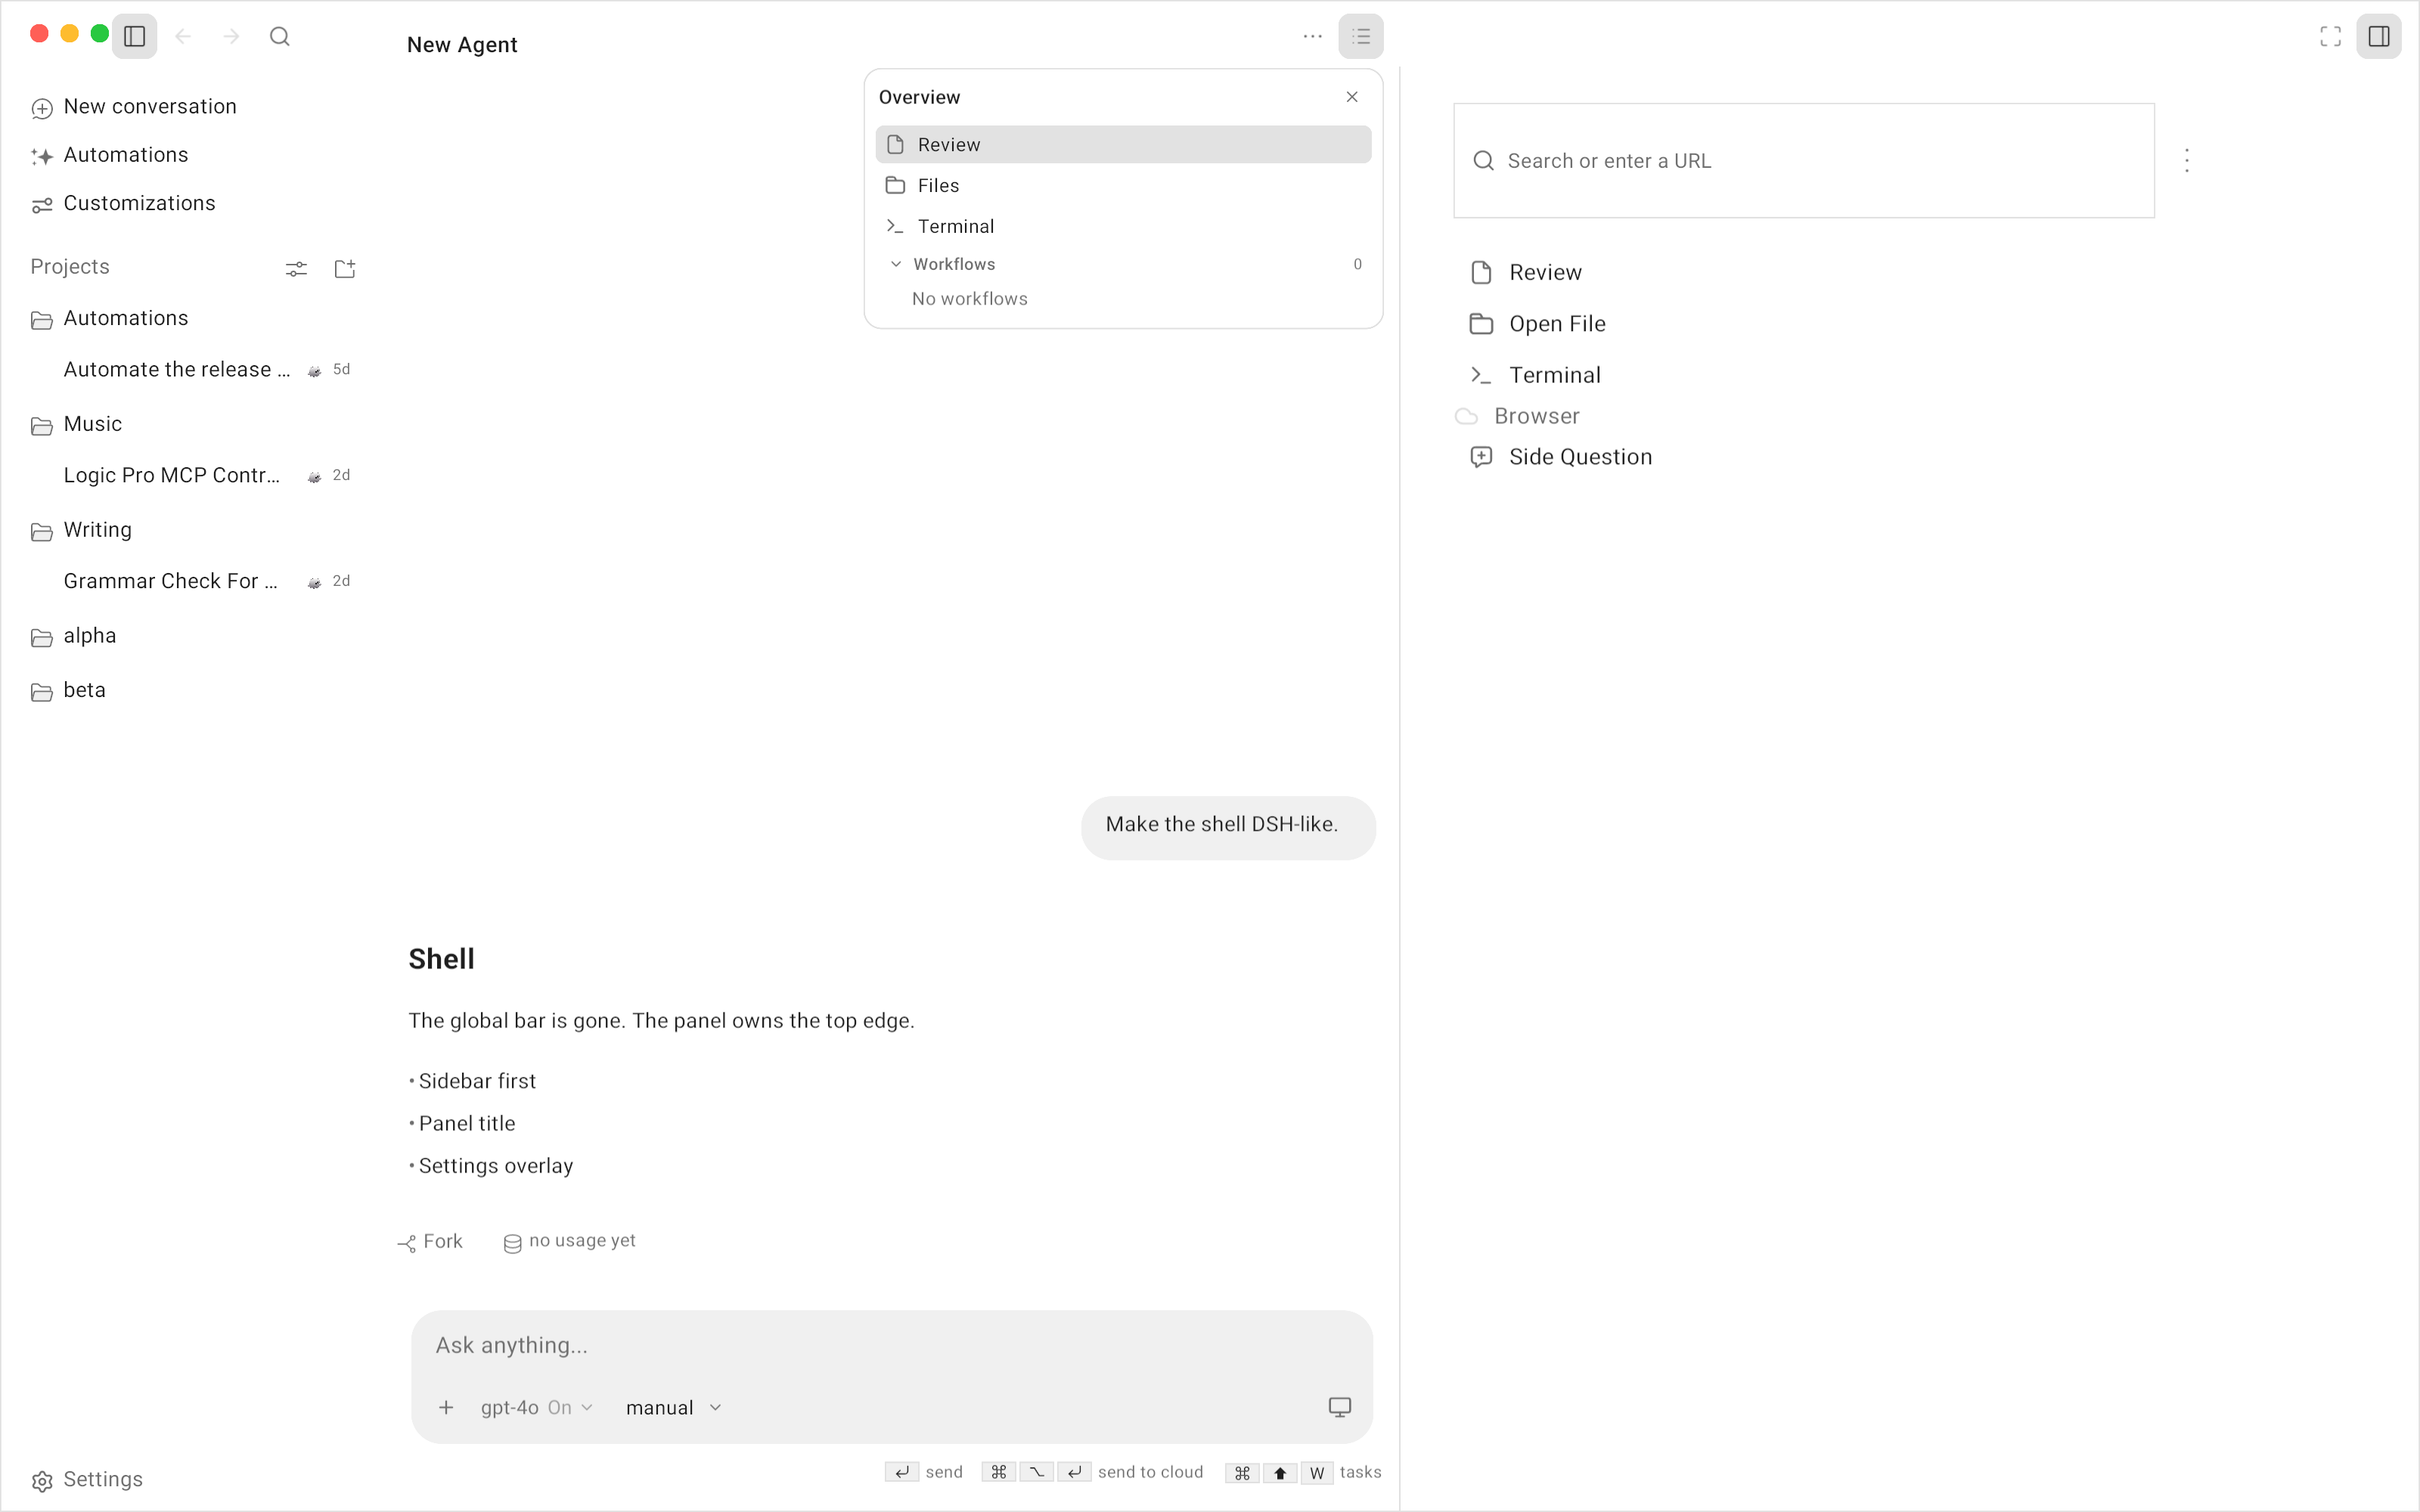 New Agent
New conversation
Automations
Customizations
Projects
Automations
Automate the release ... 5d
Music
Logic Pro MCP Contr... 2d
Writing
Grammar Check For ... 2d
alpha
beta
Settings
Overview
Review
Files
Terminal
Workflows 0
No workflows
Make the shell DSH-like.
Shell
The global bar is gone. The panel owns the top edge.
• Sidebar first
• Panel title
• Settings overlay
Fork no usage yet
Ask anything...
gpt-4o On manual
↵ send ⌘ ⌥ ↵ send to cloud ⌘ ⬆ W tasks
Search or enter a URL
Review
Open File
Terminal
Browser
Side Question